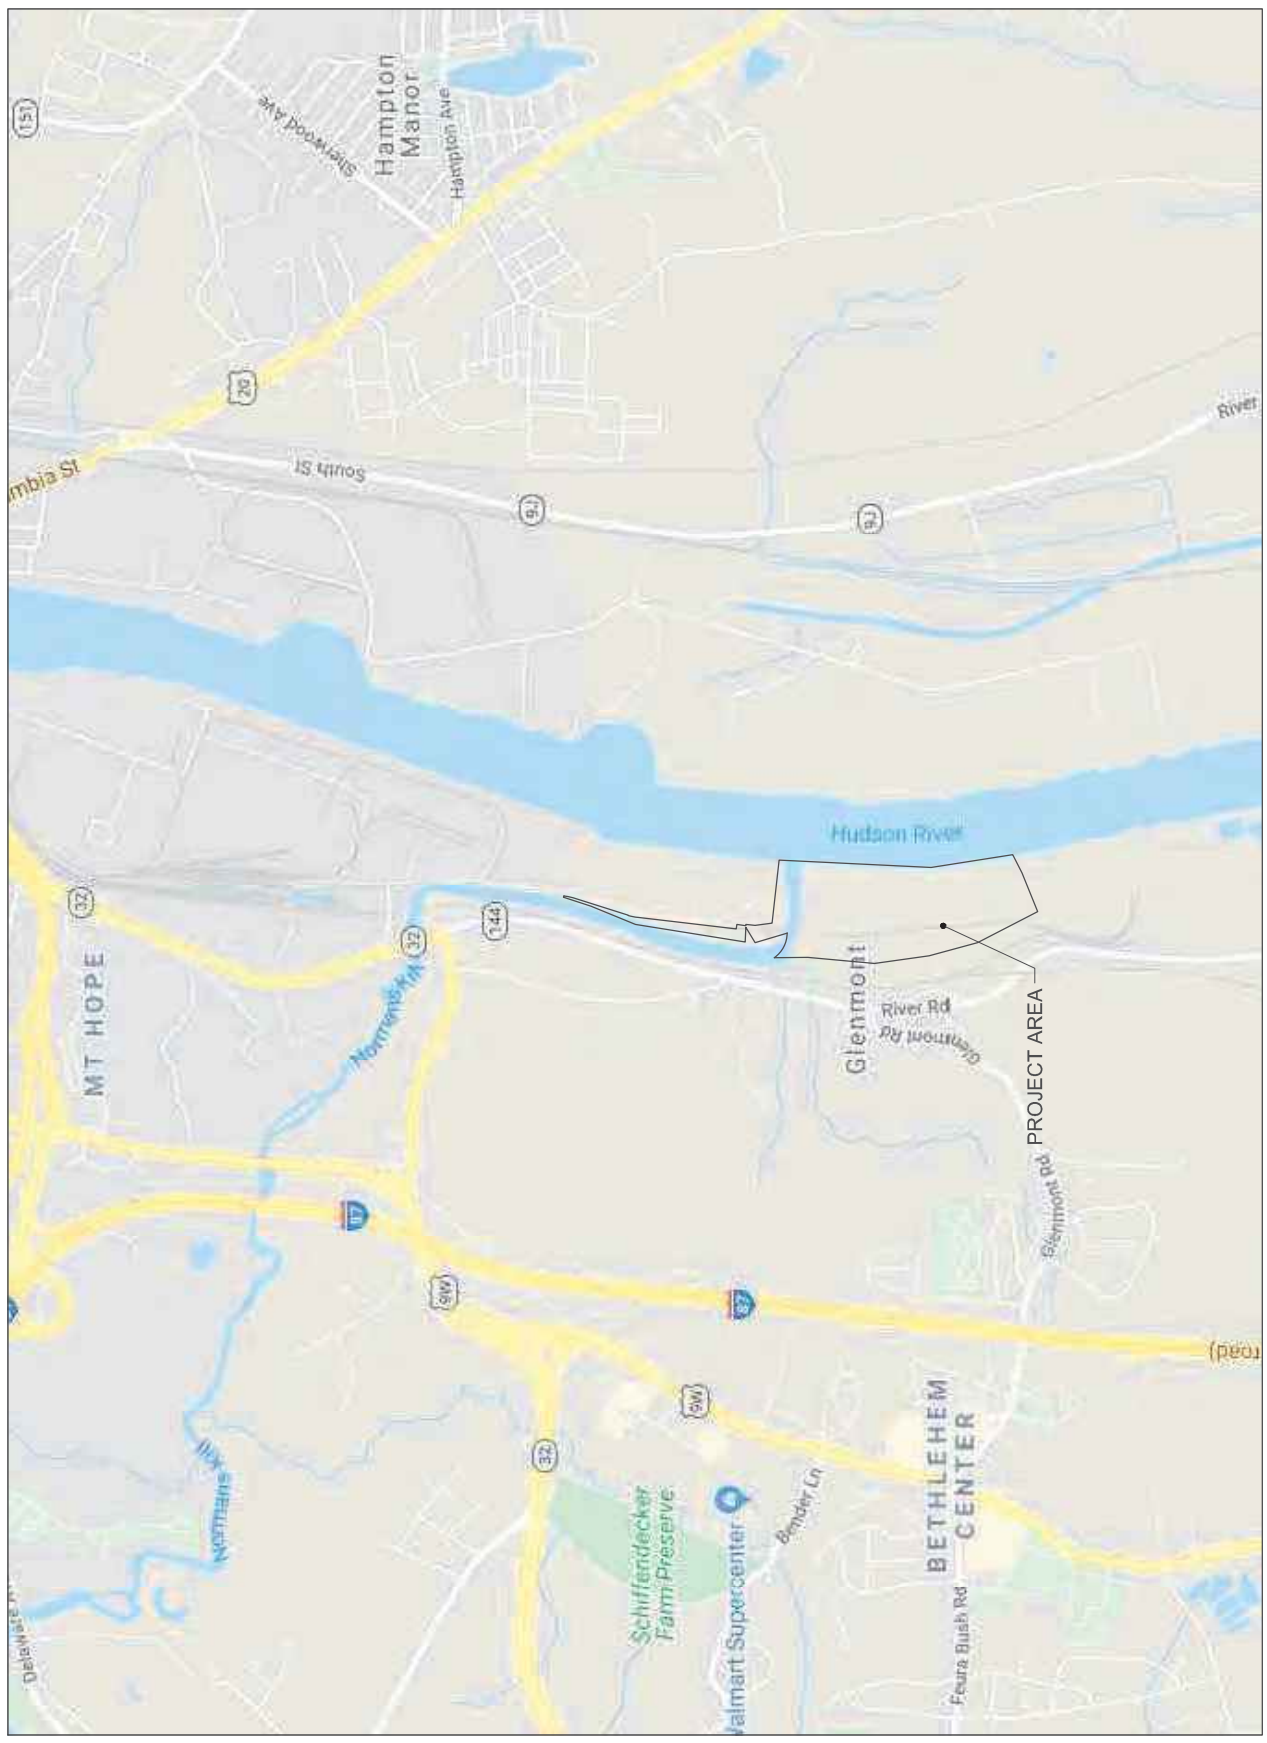 151
Sherwood Ave
Hampton
Manor
Hampton Ave
20
mbia St
South St
9J
9J
River
Hudson River
32
MT HOPE
32
144
Normans Kill
Glenmont
River Rd
Glenmont Rd
PROJECT AREA
Glenmont Rd
87
9W
87
9W
road)
32
Normans Kill
Schiffendecker
Farm Preserve
Walmart Supercenter
Bender Ln
BETHLEHEM
CENTER
Feura Bush Rd
Delaware